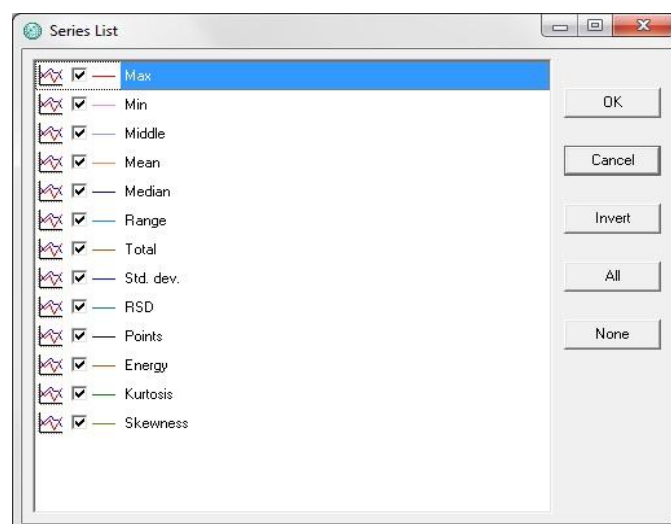 Series List
Max
Min
Middle
Mean
Median
Range
Total
Std. dev.
RSD
Points
Energy
Kurtosis
Skewness
OK
Cancel
Invert
All
None